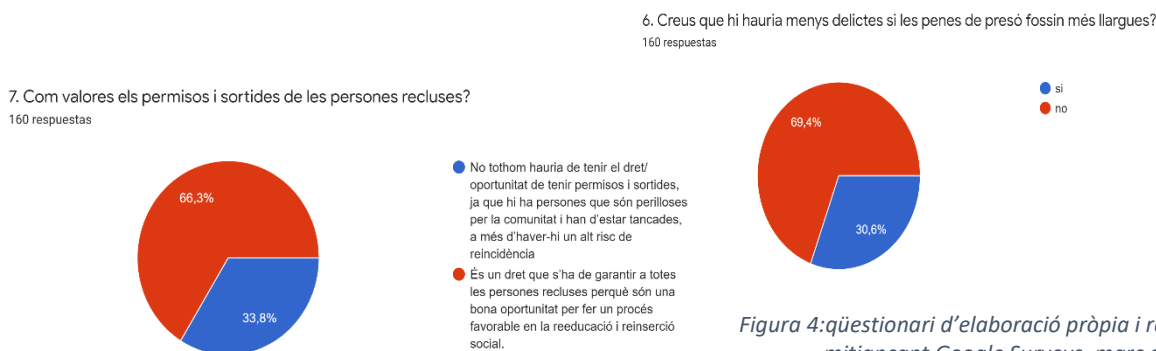 7. Com valores els permisos i sortides de les persones recluses?
160 respuestas
66,3%
33,8%
No tothom hauria de tenir el dret/
oportunitat de tenir permisos i sortides,
ja que hi ha persones que són perilloses
per la comunitat i han d'estar tancades,
a més d'haver-hi un alt risc de
reincidència
És un dret que s'ha de garantir a totes
les persones recluses perquè són una
bona oportunitat per fer un procés
favorable en la reeducació i reinserció
social.
6. Creus que hi hauria menys delictes si les penes de presó fossin més llargues?
160 respuestas
69,4%
30,6%
si
no
Figura 4:qüestionari d'elaboració pròpia i